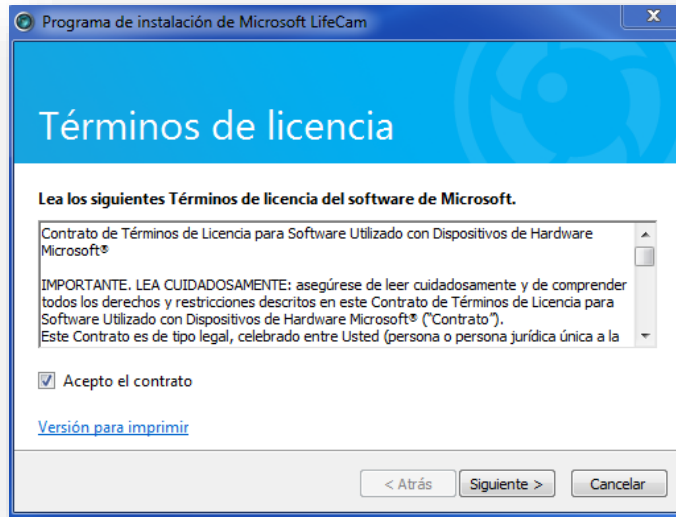 Programa de instalación de Microsoft LifeCam
X
Términos de licencia
Lea los siguientes Términos de licencia del software de Microsoft.
Contrato de Términos de Licencia para Software Utilizado con Dispositivos de Hardware
Microsoft®
IMPORTANTE. LEA CUIDADOSAMENTE: asegúrese de leer cuidadosamente y de comprender
todos los derechos y restricciones descritos en este Contrato de Términos de Licencia para
Software Utilizado con Dispositivos de Hardware Microsoft® (“Contrato”).
Este Contrato es de tipo legal, celebrado entre Usted (persona o persona jurídica única a la
Acepto el contrato
Versión para imprimir
< Atrás Siguiente > Cancelar